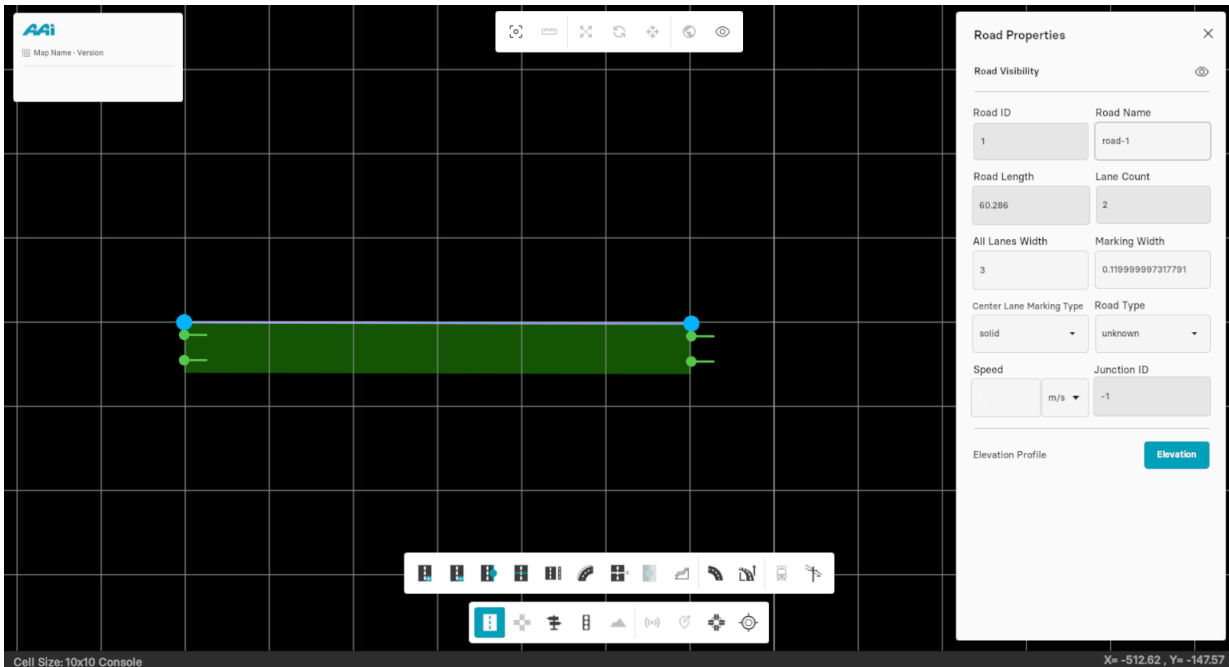 AAi
Map Name - Version
Road Properties
Road Visibility
Road ID
Road Name
1
road-1
Road Length
Lane Count
60.286
2
All Lanes Width
Marking Width
3
0.119999997317791
Center Lane Marking Type
Road Type
solid
unknown
Speed
Junction ID
m/s
-1
Elevation Profile
Elevation
Cell Size: 10x10 Console
X= -512.62 , Y= -147.57